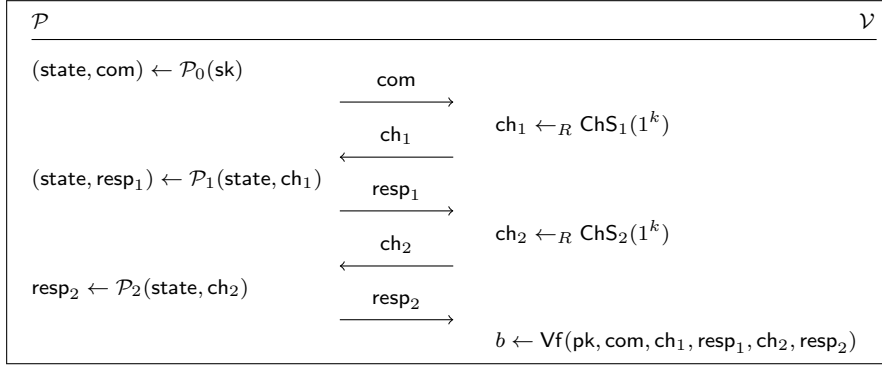 𝒫 𝒱
(state, com) ← 𝒫₀(sk)
com
ch₁ ←_R ChS₁(1^k)
ch₁
(state, resp₁) ← 𝒫₁(state, ch₁)
resp₁
ch₂ ←_R ChS₂(1^k)
ch₂
resp₂ ← 𝒫₂(state, ch₂)
resp₂
b ← Vf(pk, com, ch₁, resp₁, ch₂, resp₂)